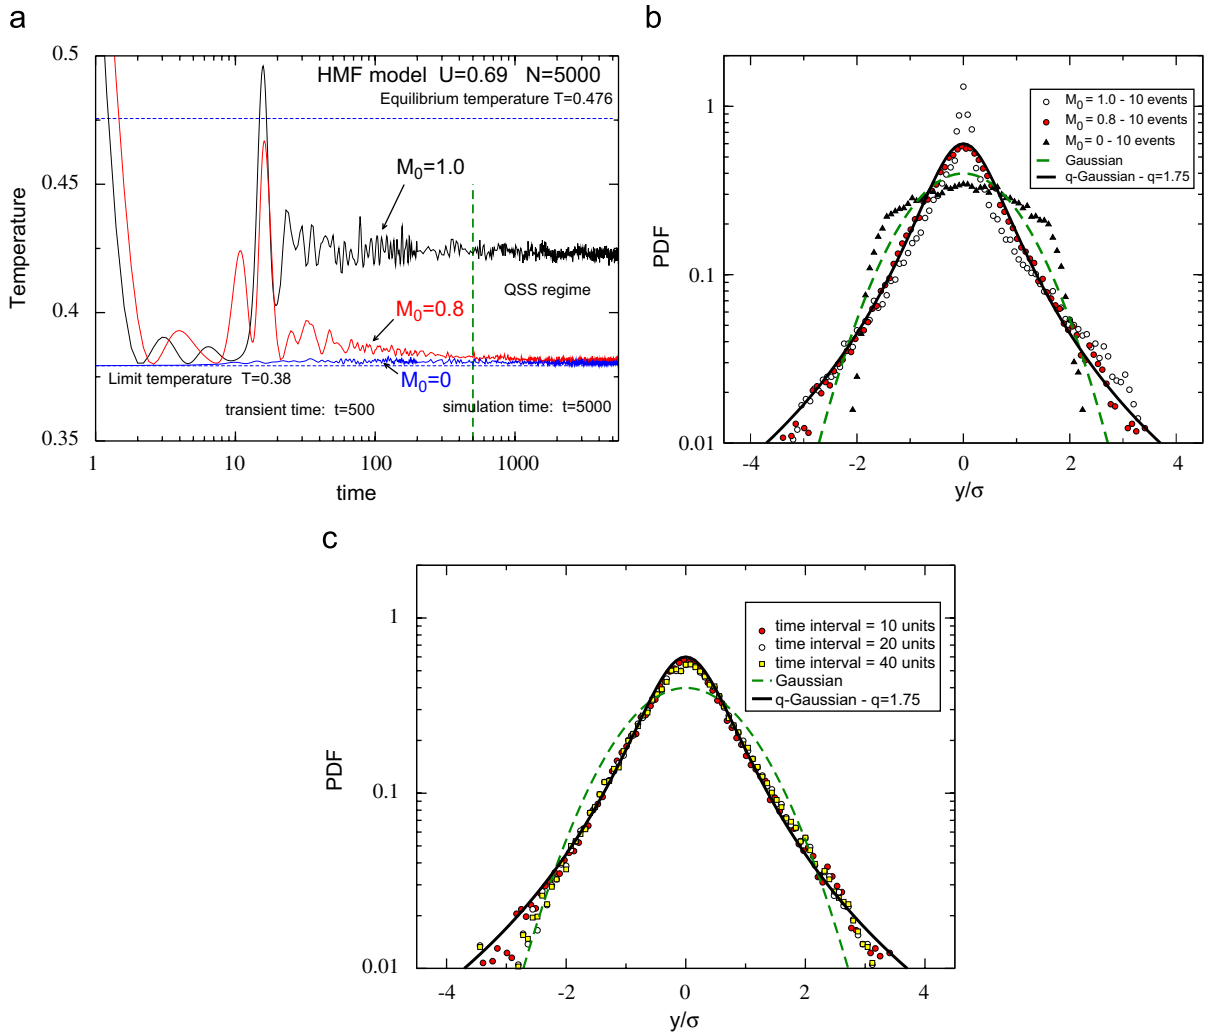 a
HMF model U=0.69 N=5000
Equilibrium temperature T=0.476
M0=1.0
QSS regime
M0=0.8
M0=0
Limit temperature T=0.38
transient time: t=500
simulation time: t=5000
Temperature
0.5
0.45
0.4
0.35
1 10 100 1000
time
b
M0 = 1.0 - 10 events
M0 = 0.8 - 10 events
M0 = 0 - 10 events
Gaussian
q-Gaussian - q=1.75
PDF
1
0.1
0.01
-4 -2 0 2 4
y/σ
c
time interval = 10 units
time interval = 20 units
time interval = 40 units
Gaussian
q-Gaussian - q=1.75
PDF
1
0.1
0.01
-4 -2 0 2 4
y/σ